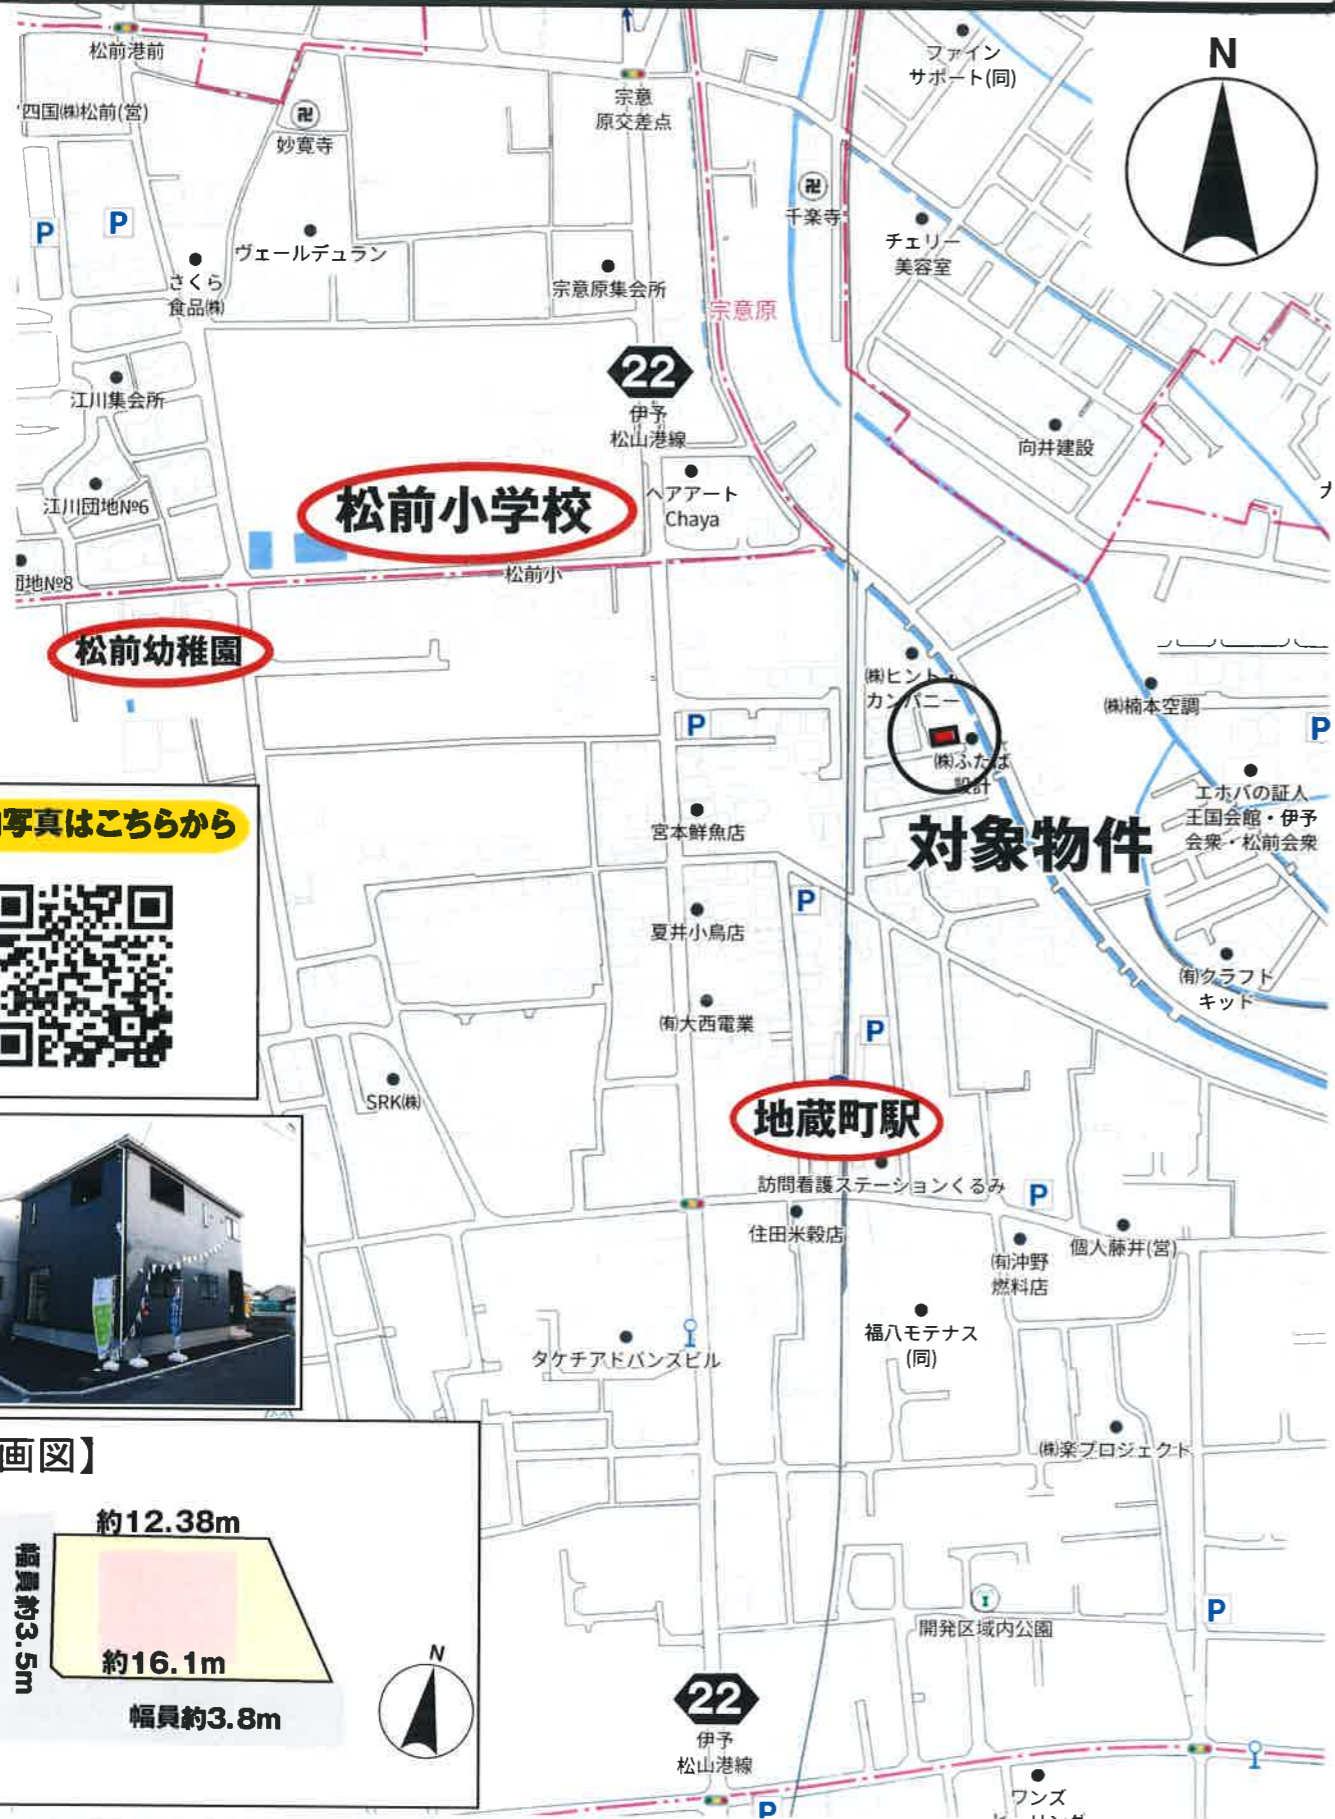 松前港前
四国㈱松前(営)
卍
妙寛寺
宗意
原交差点
ファイン
サポート(同)
N
P
P
さくら
食品㈱
ヴェールデュラン
宗意原集会所
宗意原
卍
千楽寺
チェリー
美容室
江川集会所
22
伊予
松山港線
向井建設
江川団地№6
松前小学校
ヘアアート
Chaya
団地№8
松前小
松前幼稚園
㈱ヒント・
カンパニー
㈱楠本空調
P
P
㈱ふたば
設計
エホバの証人
王国会館・伊予
会衆・松前会衆
対象物件
写真はこちらから
宮本鮮魚店
P
夏井小鳥店
㈲クラフト
キッド
㈲大西電業
P
SRK㈱
地蔵町駅
訪問看護ステーションくるみ
P
住田米穀店
㈲沖野
燃料店
個人藤井(営)
福八モテナス
(同)
タケチアドバンスビル
㈱楽プロジェクト
画図】
約12.38m
幅員約3.5m
約16.1m
幅員約3.8m
N
開発区域内公園
P
22
伊予
松山港線
P
ワンズ